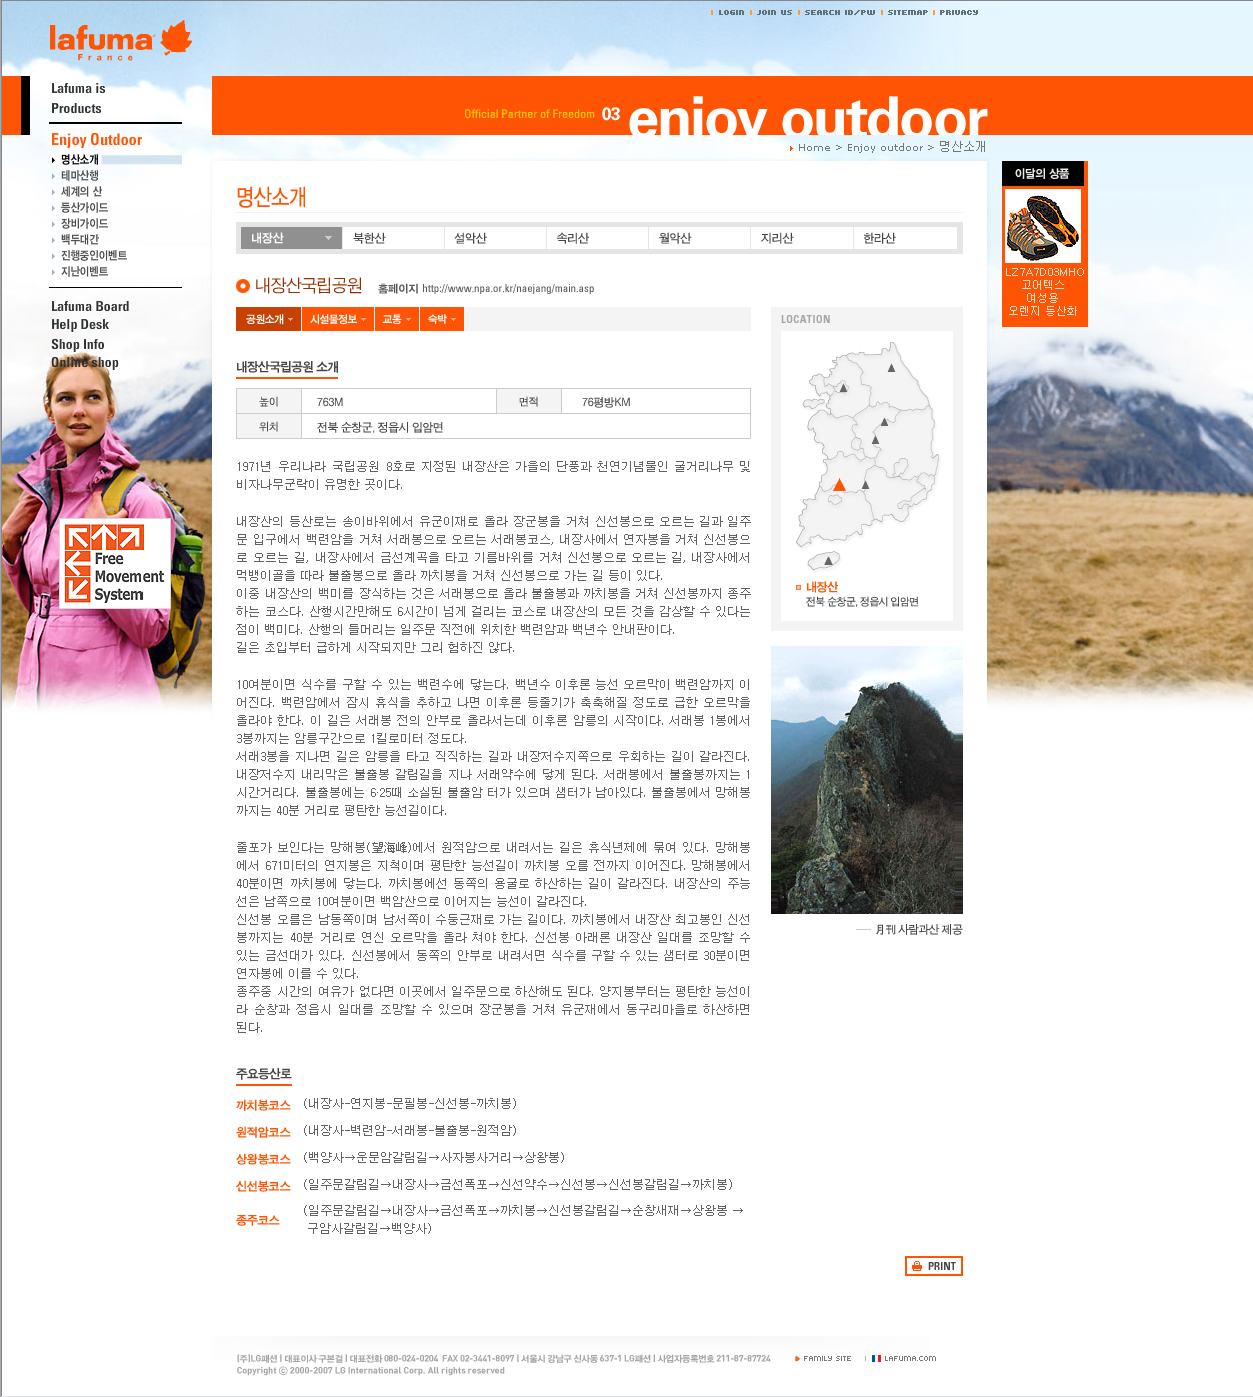 LOGIN JOIN US SEARCH ID/PW SITEMAP PRIVACY
lafuma
France
Lafuma is
Products
Enjoy Outdoor
명산소개
테마산행
세계의 산
등산가이드
장비가이드
백두대간
진행중인이벤트
지난이벤트
Lafuma Board
Help Desk
Shop Info
Online shop
Free
Movement
System
Official Partner of Freedom 03 enjoy outdoor
Home > Enjoy outdoor > 명산소개
명산소개
내장산 북한산 설악산 속리산 월악산 지리산 한라산
내장산국립공원 홈페이지 http://www.npa.or.kr/naejang/main.asp
공원소개 시설물정보 교통 숙박
내장산국립공원 소개
높이 763M 면적 76평방KM
위치 전북 순창군, 정읍시 입암면
1971년 우리나라 국립공원 8호로 지정된 내장산은 가을의 단풍과 천연기념물인 굴거리나무 및
비자나무군락이 유명한 곳이다.
내장산의 등산로는 송이바위에서 유군이재로 올라 장군봉을 거쳐 신선봉으로 오르는 길과 일주
문 입구에서 백련암을 거쳐 서래봉으로 오르는 서래봉코스, 내장사에서 연자봉을 거쳐 신선봉으
로 오르는 길, 내장사에서 금선계곡을 타고 기름바위를 거쳐 신선봉으로 오르는 길, 내장사에서
먹뱅이골을 따라 불출봉으로 올라 까치봉을 거쳐 신선봉으로 가는 길 등이 있다.
이중 내장산의 백미를 장식하는 것은 서래봉으로 올라 불출봉과 까치봉을 거쳐 신선봉까지 종주
하는 코스다. 산행시간만해도 6시간이 넘게 걸리는 코스로 내장산의 모든 것을 감상할 수 있다는
점이 백미다. 산행의 들머리는 일주문 직전에 위치한 백련암과 백년수 안내판이다.
길은 초입부터 급하게 시작되지만 그리 험하진 않다.
10여분이면 식수를 구할 수 있는 백련수에 닿는다. 백년수 이후론 능선 오르막이 백련암까지 이
어진다. 백련암에서 잠시 휴식을 추하고 나면 이후론 등줄기가 축축해질 정도로 급한 오르막을
올라야 한다. 이 길은 서래봉 전의 안부로 올라서는데 이후론 암릉의 시작이다. 서래봉 1봉에서
3봉까지는 암릉구간으로 1킬로미터 정도다.
서래3봉을 지나면 길은 암릉을 타고 직직하는 길과 내장저수지쪽으로 우회하는 길이 갈라진다.
내장저수지 내리막은 불출봉 갈림길을 지나 서래약수에 닿게 된다. 서래봉에서 불출봉까지는 1
시간거리다. 불출봉에는 6·25때 소실된 불출암 터가 있으며 샘터가 남아있다. 불출봉에서 망해봉
까지는 40분 거리로 평탄한 능선길이다.
줄포가 보인다는 망해봉(望海峰)에서 원적암으로 내려서는 길은 휴식년제에 묶여 있다. 망해봉
에서 671미터의 연지봉은 지척이며 평탄한 능선길이 까치봉 오름 전까지 이어진다. 망해봉에서
40분이면 까치봉에 닿는다. 까치봉에선 동쪽의 용굴로 하산하는 길이 갈라진다. 내장산의 주능
선은 남쪽으로 10여분이면 백암산으로 이어지는 능선이 갈라진다.
신선봉 오름은 남동쪽이며 남서쪽이 수둥근재로 가는 길이다. 까치봉에서 내장산 최고봉인 신선
봉까지는 40분 거리로 연신 오르막을 올라 쳐야 한다. 신선봉 아래론 내장산 일대를 조망할 수
있는 금선대가 있다. 신선봉에서 동쪽의 안부로 내려서면 식수를 구할 수 있는 샘터로 30분이면
연자봉에 이를 수 있다.
종주중 시간의 여유가 없다면 이곳에서 일주문으로 하산해도 된다. 양지봉부터는 평탄한 능선이
라 순창과 정읍시 일대를 조망할 수 있으며 장군봉을 거쳐 유군재에서 동구리마을로 하산하면
된다.
주요등산로
까치봉코스 (내장사-연지봉-문필봉-신선봉-까치봉)
원적암코스 (내장사-벽련암-서래봉-불출봉-원적암)
상왕봉코스 (백양사→운문암갈림길→사자봉사거리→상왕봉)
신선봉코스 (일주문갈림길→내장사→금선폭포→신선약수→신선봉→신선봉갈림길→까치봉)
종주코스 (일주문갈림길→내장사→금선폭포→까치봉→신선봉갈림길→순창새재→상왕봉 →
구암사갈림길→백양사)
LOCATION
내장산
전북 순창군, 정읍시 입암면
月刊 사람과산 제공
이달의 상품
LZ7A7D03MHO
고어텍스
여성용
오렌지 등산화
PRINT
(주)LG패션 | 대표이사 구본걸 | 대표전화 080-024-0204 FAX 02-3441-8097 | 서울시 강남구 신사동 637-1 LG패션 | 사업자등록번호 211-87-87724
Copyright ⓒ 2000-2007 LG International Corp. All rights reserved
FAMILY SITE LAFUMA.COM